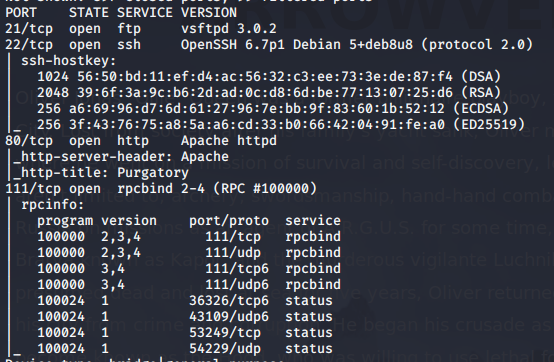 PORT STATE SERVICE VERSION
21/tcp open ftp vsftpd 3.0.2
22/tcp open ssh OpenSSH 6.7p1 Debian 5+deb8u8 (protocol 2.0)
| ssh-hostkey:
| 1024 56:50:bd:11:ef:d4:ac:56:32:c3:ee:73:3e:de:87:f4 (DSA)
| 2048 39:6f:3a:9c:b6:2d:ad:0c:d8:6d:be:77:13:07:25:d6 (RSA)
| 256 a6:69:96:d7:6d:61:27:96:7e:bb:9f:83:60:1b:52:12 (ECDSA)
|_ 256 3f:43:76:75:a8:5a:a6:cd:33:b0:66:42:04:91:fe:a0 (ED25519)
80/tcp open http Apache httpd
|_http-server-header: Apache
|_http-title: Purgatory
111/tcp open rpcbind 2-4 (RPC #100000)
| rpcinfo:
| program version port/proto service
| 100000 2,3,4 111/tcp rpcbind
| 100000 2,3,4 111/udp rpcbind
| 100000 3,4 111/tcp6 rpcbind
| 100000 3,4 111/udp6 rpcbind
| 100024 1 36326/tcp6 status
| 100024 1 43109/udp6 status
| 100024 1 53249/tcp status
|_ 100024 1 54229/udp status